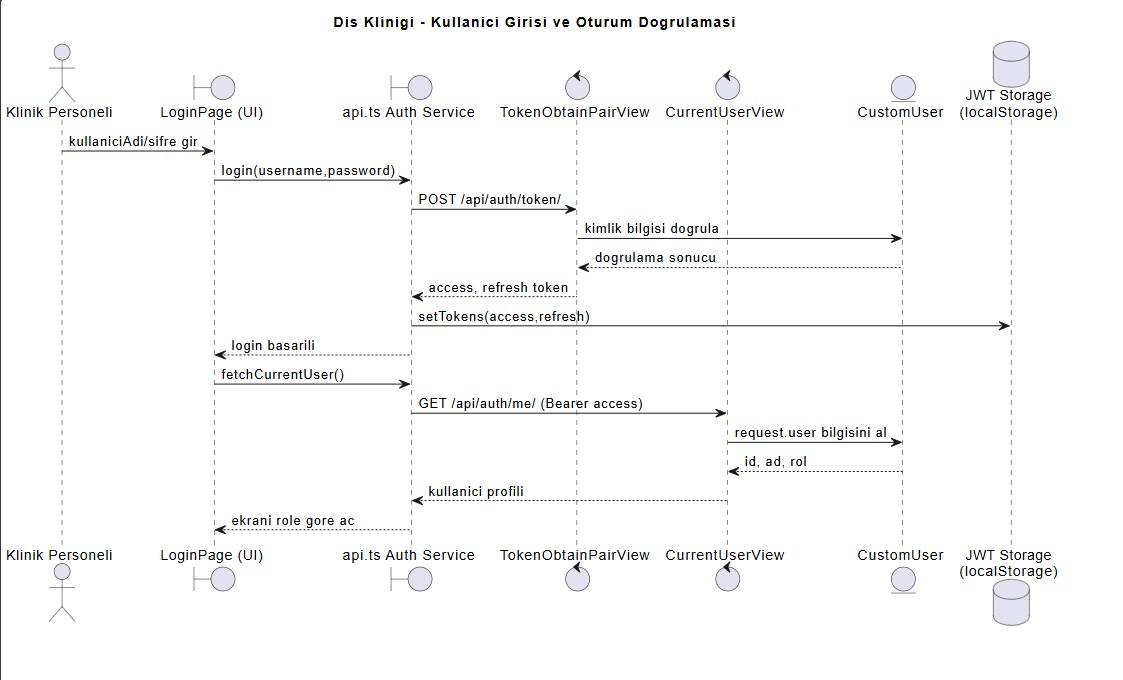 Dis Klinigi - Kullanici Girisi ve Oturum Dogrulamasi
Klinik Personeli
LoginPage (UI)
api.ts Auth Service
TokenObtainPairView
CurrentUserView
CustomUser
JWT Storage
(localStorage)
kullaniciAdi/sifre gir
login(username,password)
POST /api/auth/token/
kimlik bilgisi dogrula
dogrulama sonucu
access, refresh token
setTokens(access,refresh)
login basarili
fetchCurrentUser()
GET /api/auth/me/ (Bearer access)
request.user bilgisini al
id, ad, rol
kullanici profili
ekrani role gore ac
Klinik Personeli
LoginPage (UI)
api.ts Auth Service
TokenObtainPairView
CurrentUserView
CustomUser
JWT Storage
(localStorage)